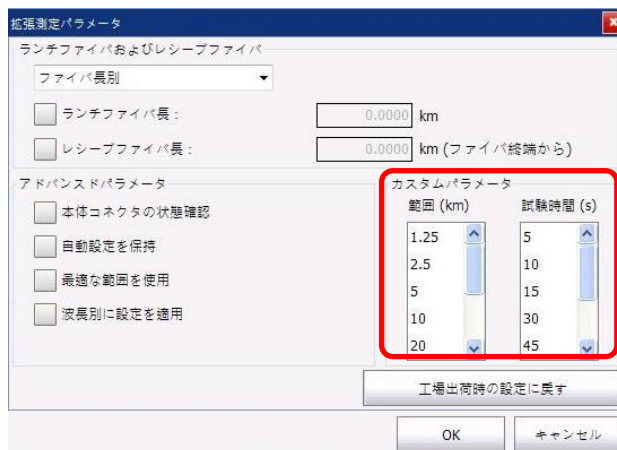 拡張測定パラメータ
ランチファイバおよびレシーブファイバ
ファイバ長別
ランチファイバ長：
0.0000 km
レシーブファイバ長：
0.0000 km (ファイバ終端から)
アドバンスドパラメータ
本体コネクタの状態確認
自動設定を保持
最適な範囲を使用
波長別に設定を適用
カスタムパラメータ
範囲 (km)
試験時間 (s)
1.25
2.5
5
10
20
5
10
15
30
45
工場出荷時の設定に戻す
OK
キャンセル